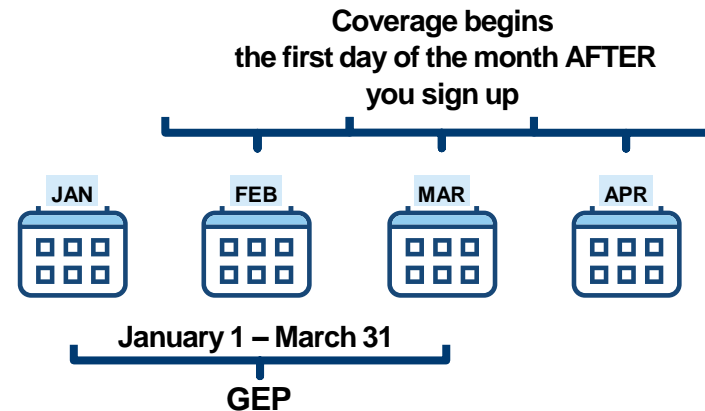 Coverage begins
the first day of the month AFTER
you sign up
JAN
FEB
MAR
APR
January 1 – March 31
GEP